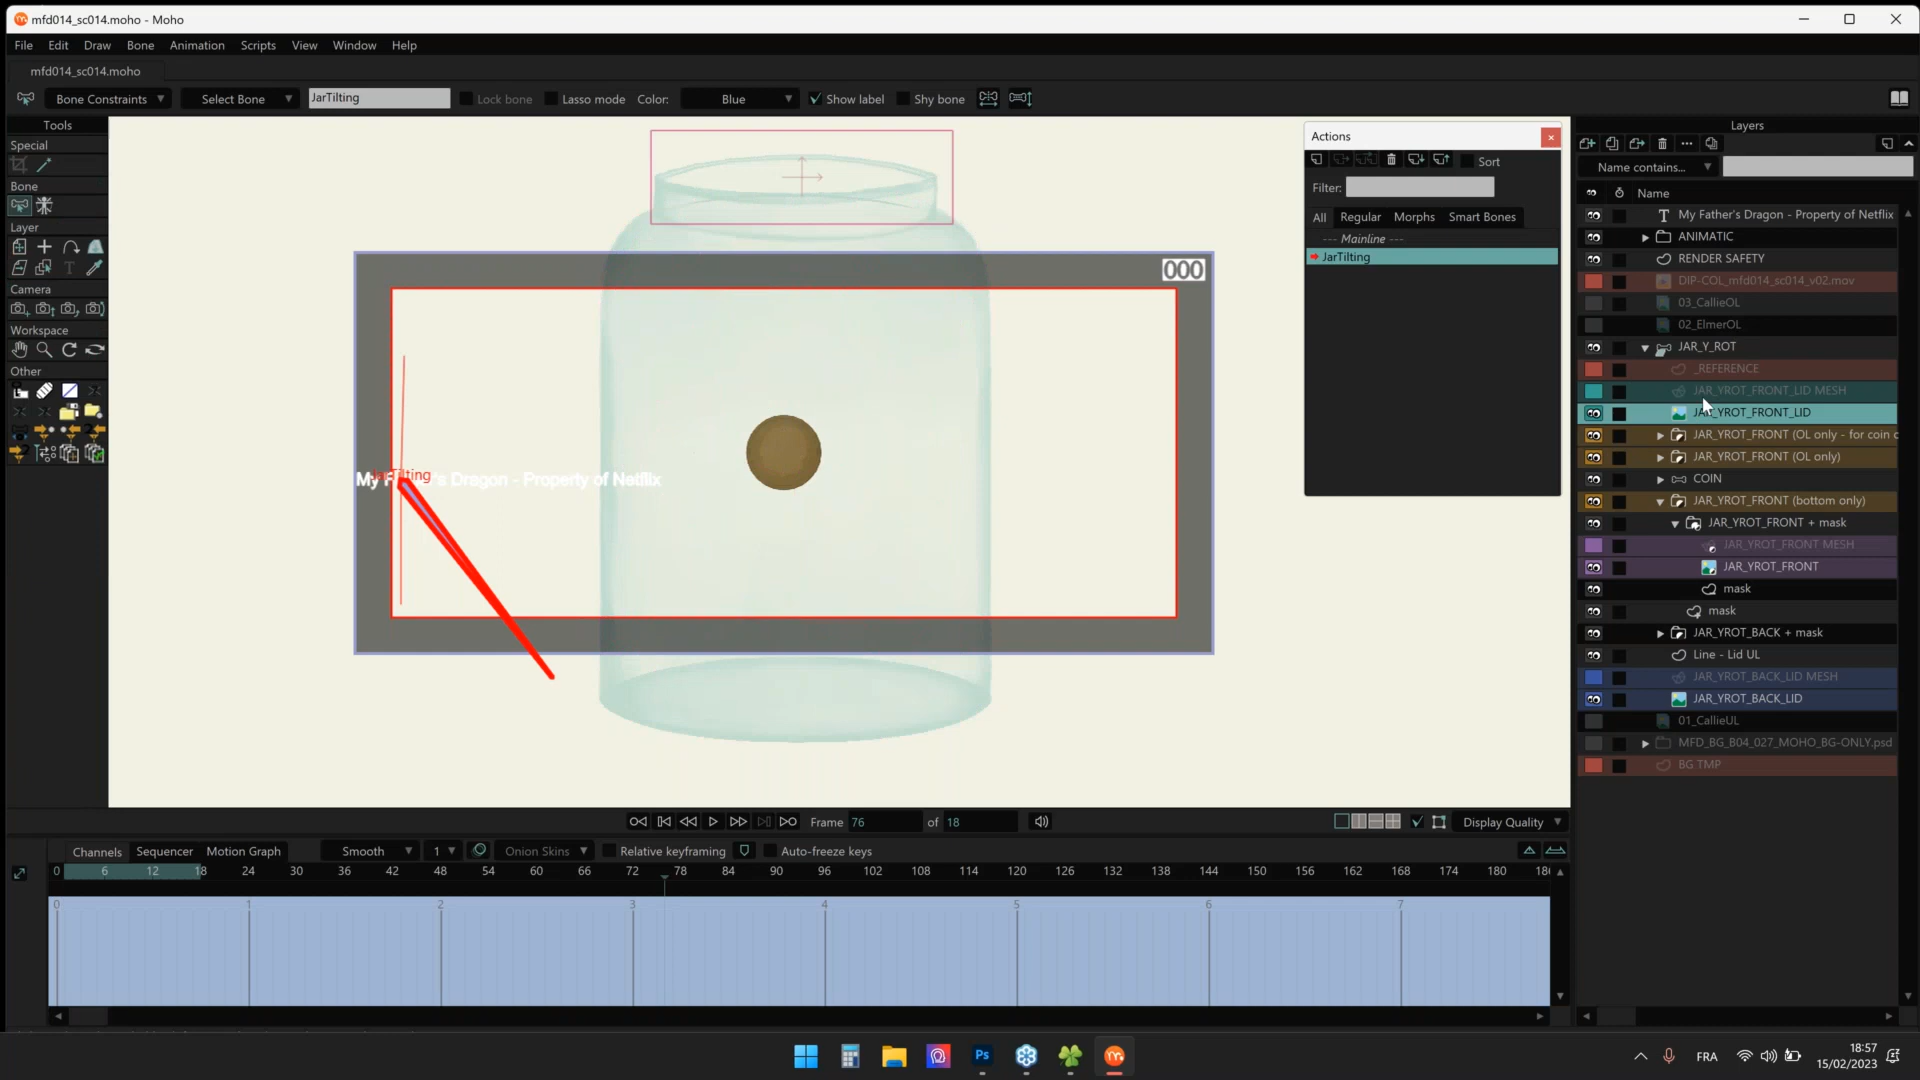 mfd014_sc014.moho - Moho
File Edit Draw Bone Animation Scripts View Window Help
mfd014_sc014.moho
Bone Constraints Select Bone JarTilting Lock bone Lasso mode Color: Blue Show label Shy bone
Tools
Special
Bone
Layer
Camera
Workspace
Other
000
JarTilting
Dragon - Property of Netflix
Actions
Sort
Filter:
All Regular Morphs Smart Bones
--- Mainline ---
JarTilting
Layers
Name contains...
Name
My Father's Dragon - Property of Netflix
ANIMATIC
RENDER SAFETY
DIP-COL_mfd014_sc014_v02.mov
03_CallieOL
02_ElmerOL
JAR_Y_ROT
_REFERENCE
JAR_YROT_FRONT_LID MESH
JAR_YROT_FRONT_LID
JAR_YROT_FRONT (OL only - for coin
JAR_YROT_FRONT (OL only)
COIN
JAR_YROT_FRONT (bottom only)
JAR_YROT_FRONT + mask
JAR_YROT_FRONT MESH
JAR_YROT_FRONT
mask
mask
JAR_YROT_BACK + mask
Line - Lid UL
JAR_YROT_BACK_LID MESH
JAR_YROT_BACK_LID
01_CallieUL
MFD_BG_B04_027_MOHO_BG-ONLY.psd
BG TMP
Frame 76 of 18 Display Quality
Channels Sequencer Motion Graph Smooth 1 Onion Skins Relative keyframing Auto-freeze keys
0 6 12 18 24 30 36 42 48 54 60 66 72 78 84 90 96 102 108 114 120 126 132 138 144 150 156 162 168 174 180
0 1 2 3 4 5 6 7
Ps
FRA
18:57
15/02/2023